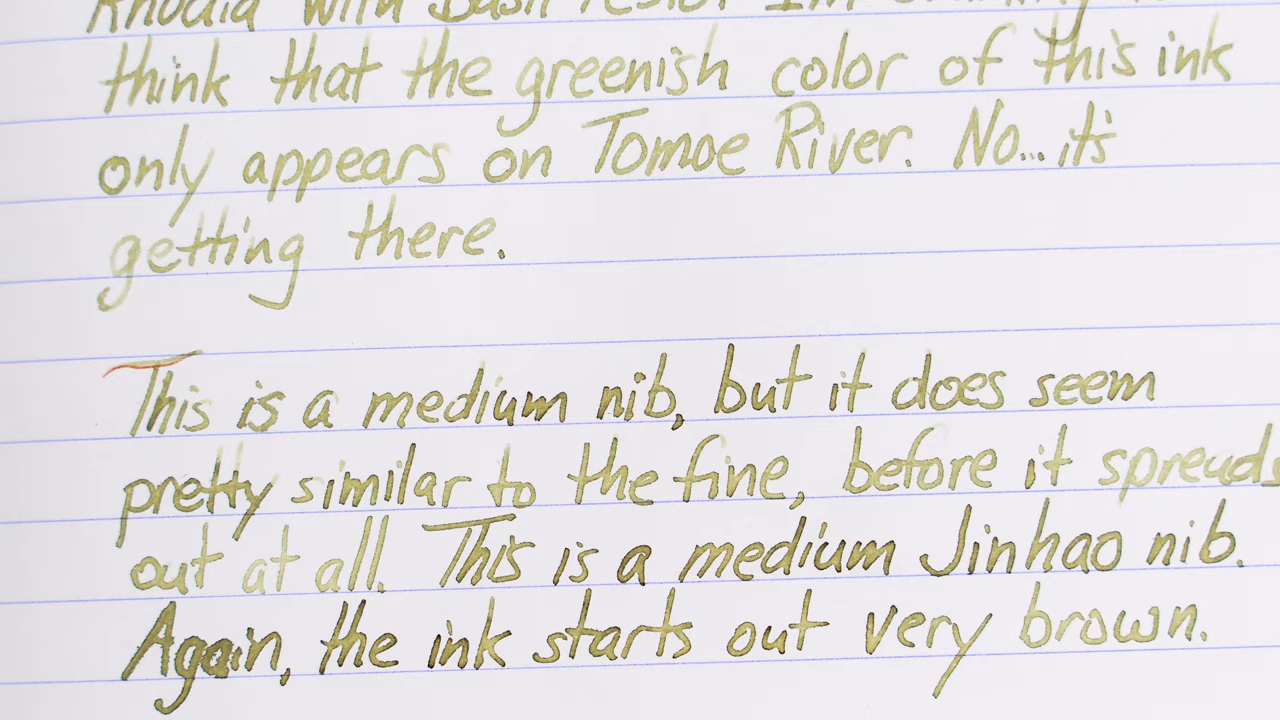 Rhodia with
think that the greenish color of this ink
only appears on Tomoe River. No... it's
getting there.
This is a medium nib, but it does seem
pretty similar to the fine, before it spreads
out at all. This is a medium Jinhao nib.
Again, the ink starts out very brown.